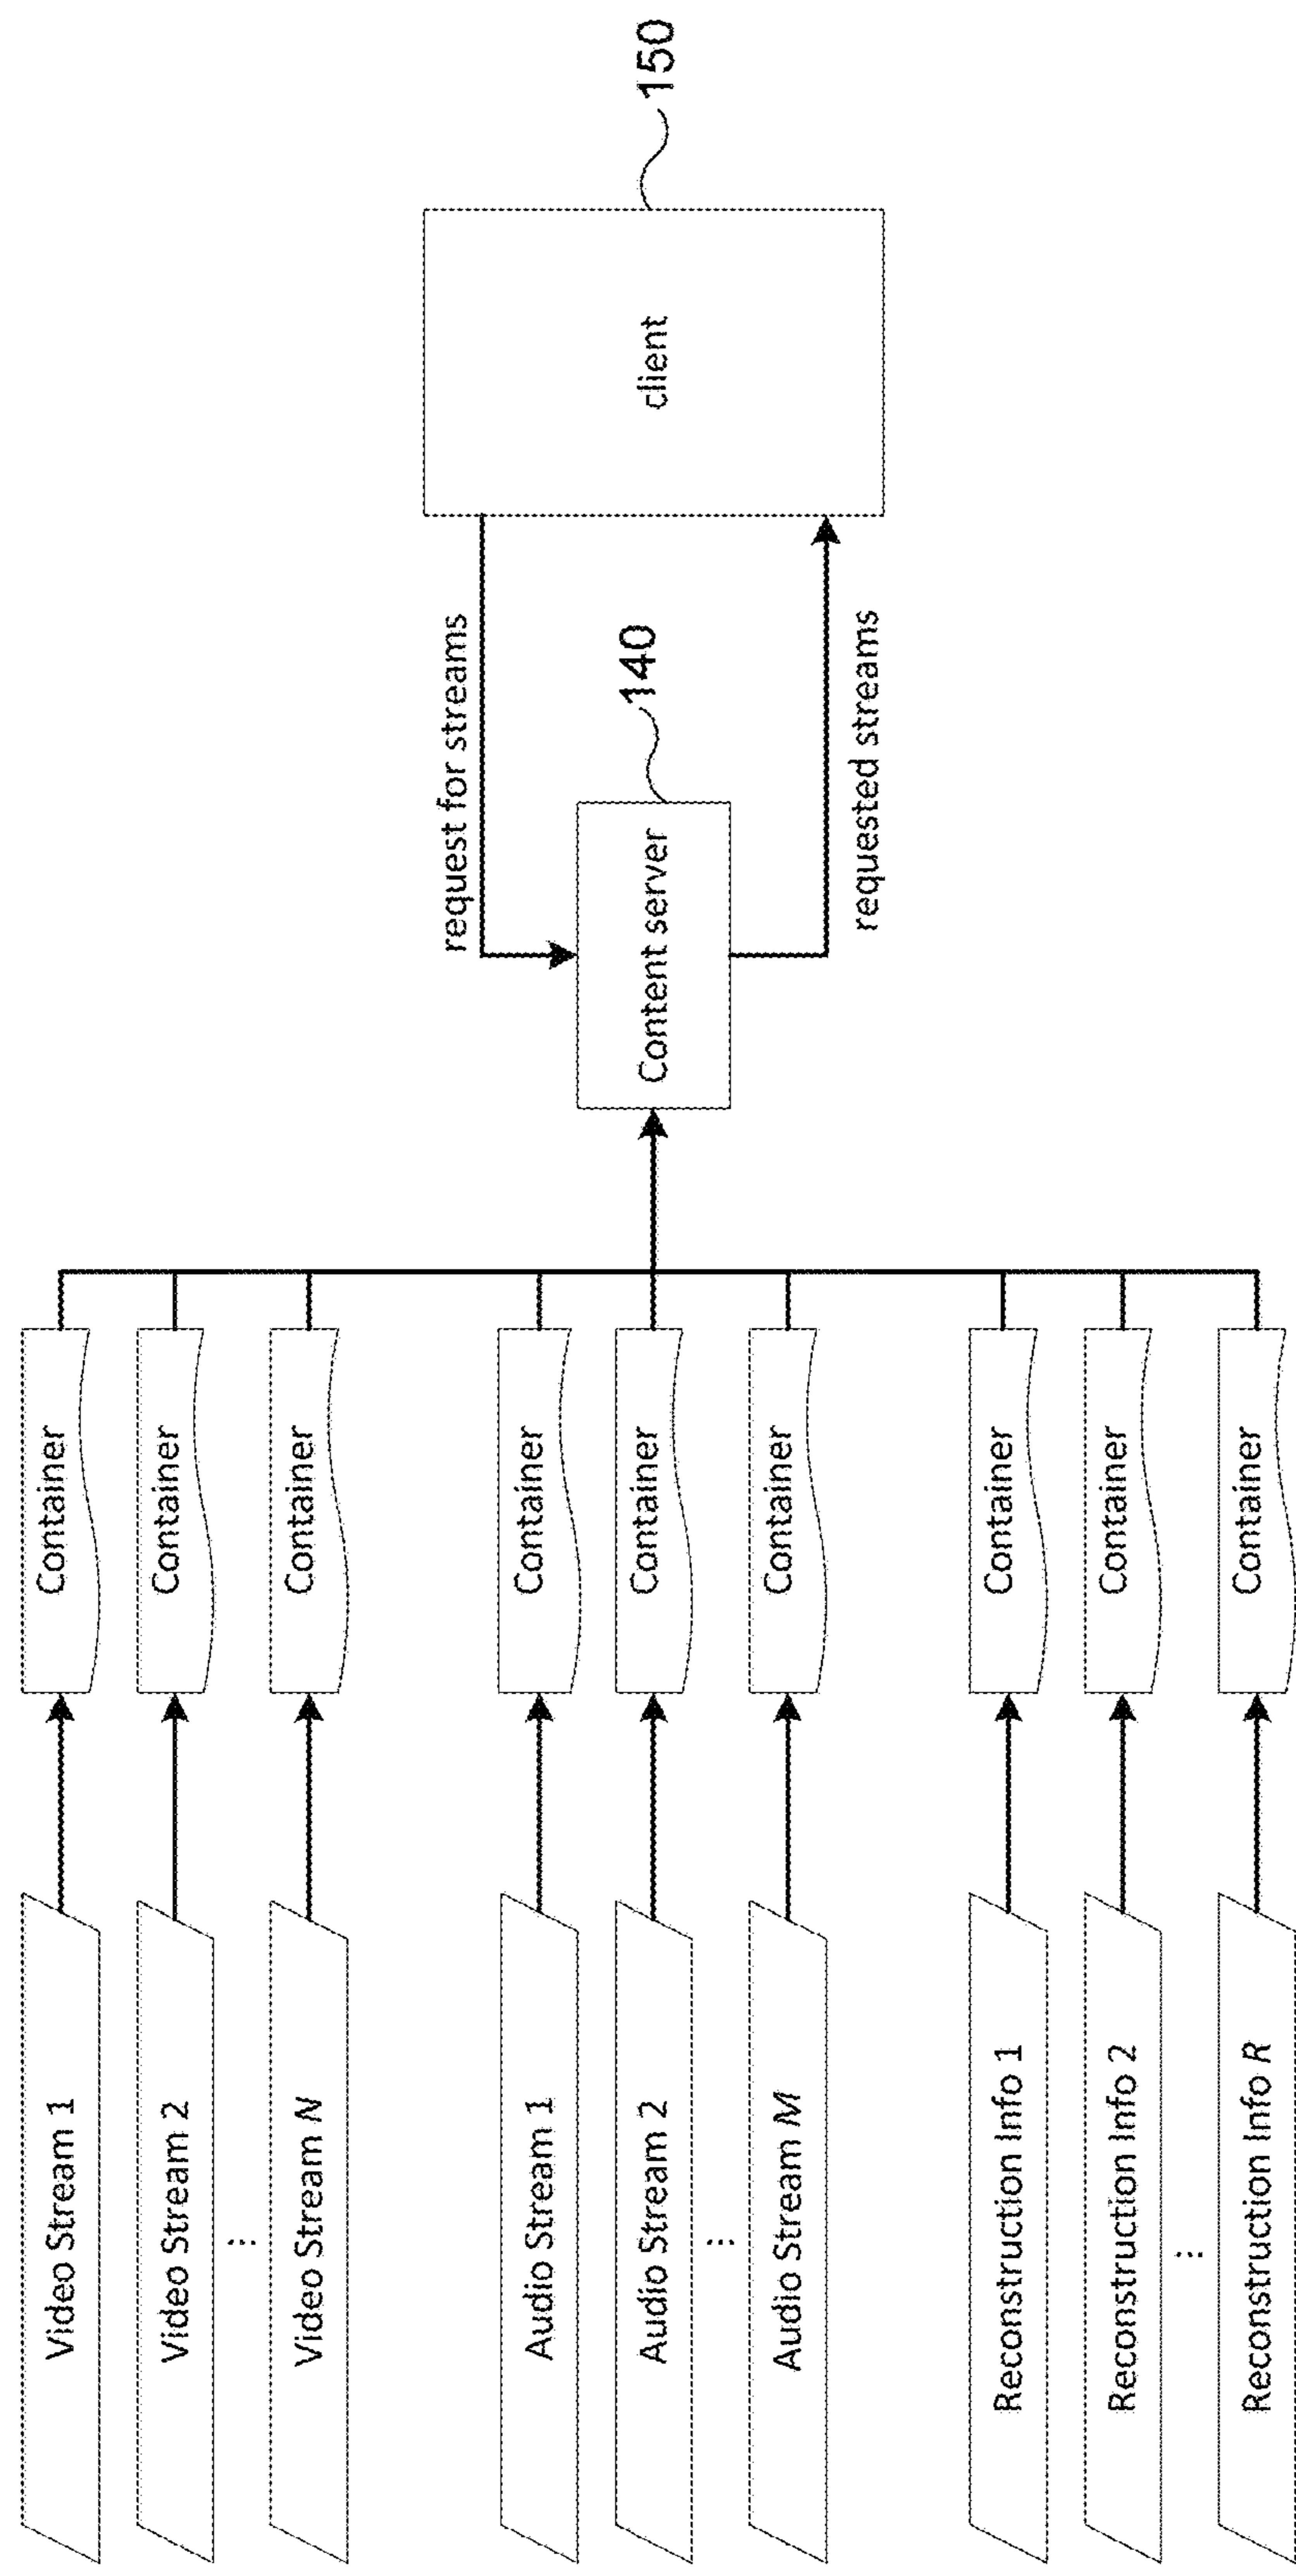 Video Stream 1
Container
Video Stream 2
Container
...
Video Stream N
Container
Audio Stream 1
Container
Audio Stream 2
Container
...
Audio Stream M
Container
Reconstruction Info 1
Container
Reconstruction Info 2
Container
...
Reconstruction Info R
Container
request for streams
Content server
140
requested streams
client
150